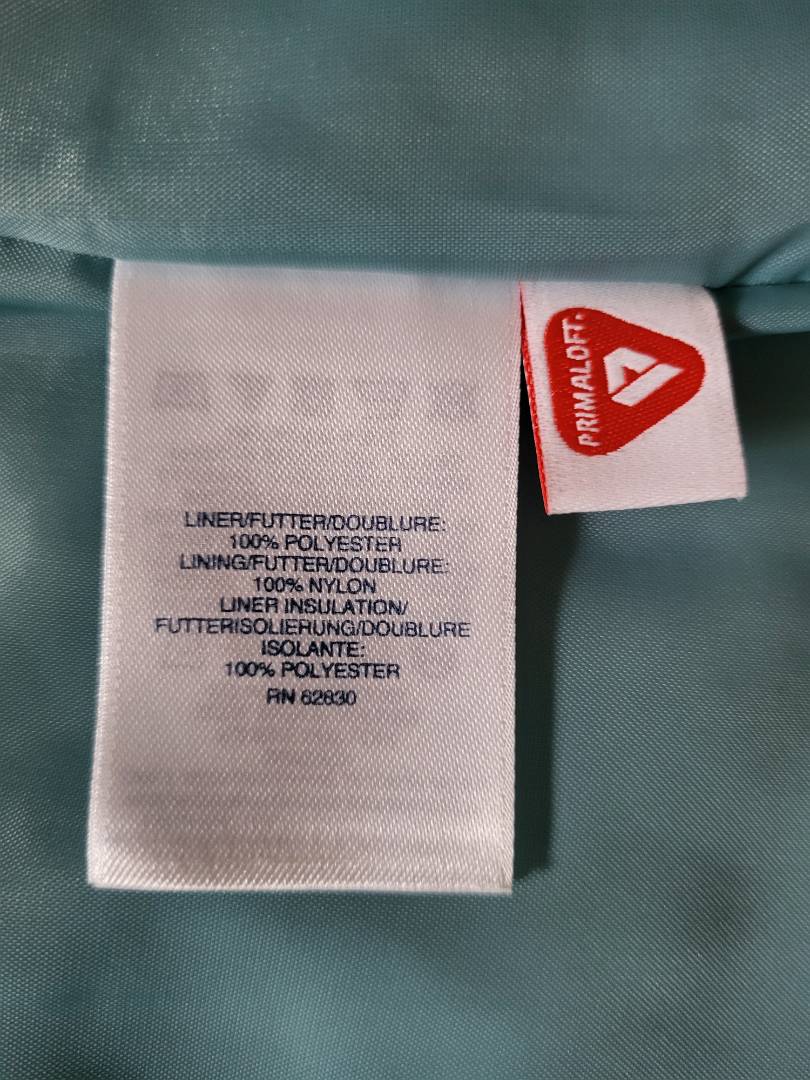 LINER/FUTTER/DOUBLURE:
100% POLYESTER
LINING/FUTTER/DOUBLURE:
100% NYLON
LINER INSULATION/
FUTTERISOLIERUNG/DOUBLURE
ISOLANTE:
100% POLYESTER
RN 62830
PRIMALOFT